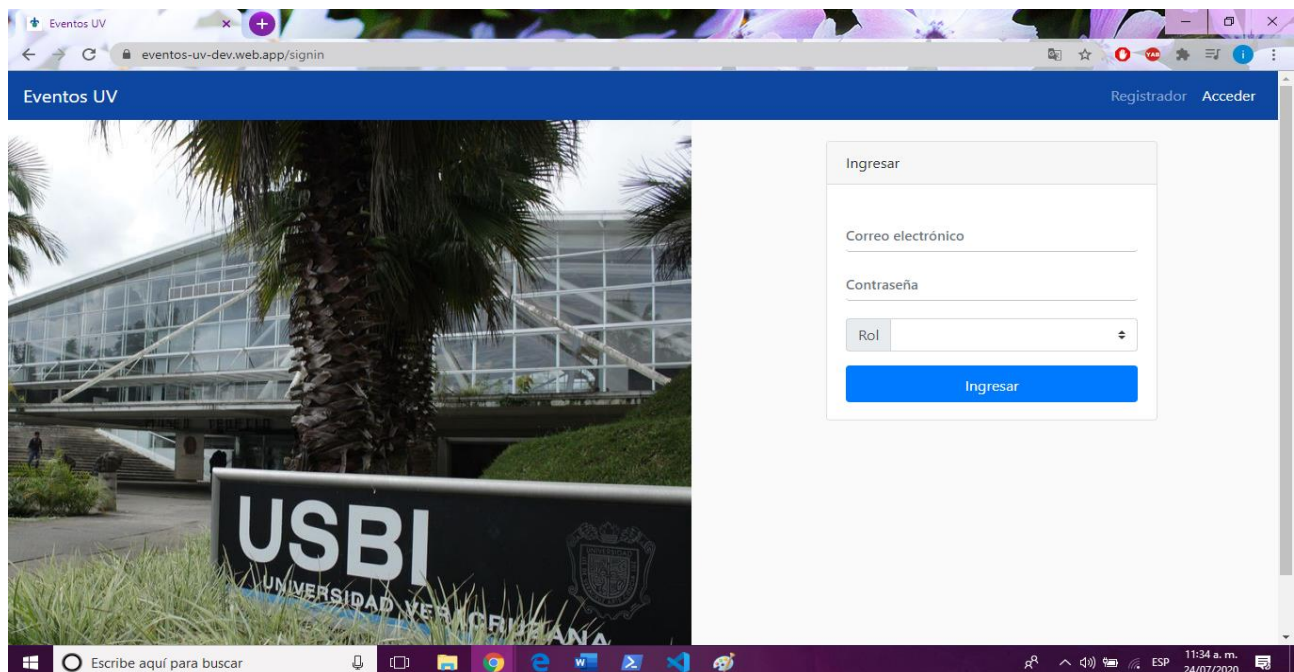 Eventos UV
eventos-uv-dev.web.app/signin
Eventos UV
Registrador Acceder
Ingresar
Correo electrónico
Contraseña
Rol
Ingresar
USBI
UNIVERSIDAD VERACRUZANA
Escribe aquí para buscar
ESP
11:34 a. m.
24/07/2020